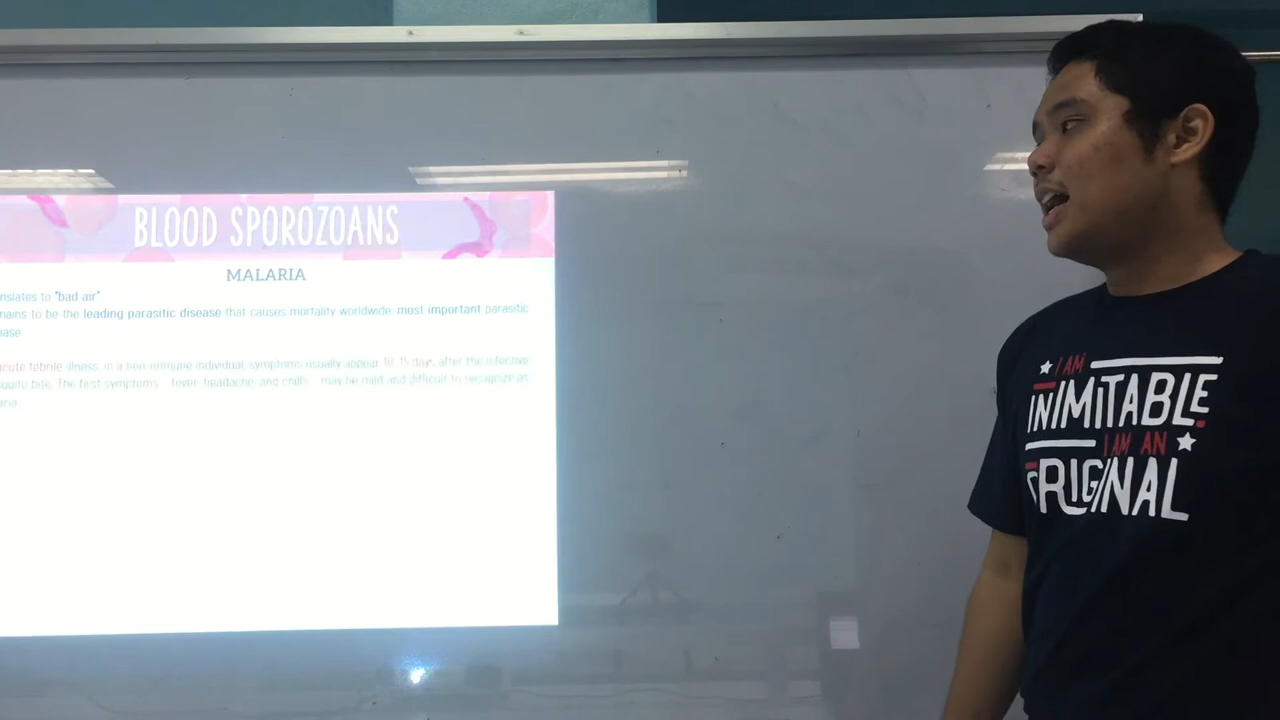 BLOOD SPOROZOANS
MALARIA
nslates to "bad air"
mains to be the leading parasitic disease that causes mortality worldwide, most important parasitic
ease
acute febrile illness, in a non-immune individual, symptoms usually appear 10-15 days after the infective
quito bite. The first symptoms - fever, headache, and chills - may be mild and difficult to recognize as
aria.
I AM
INIMITABLE
I AM AN
ORIGINAL